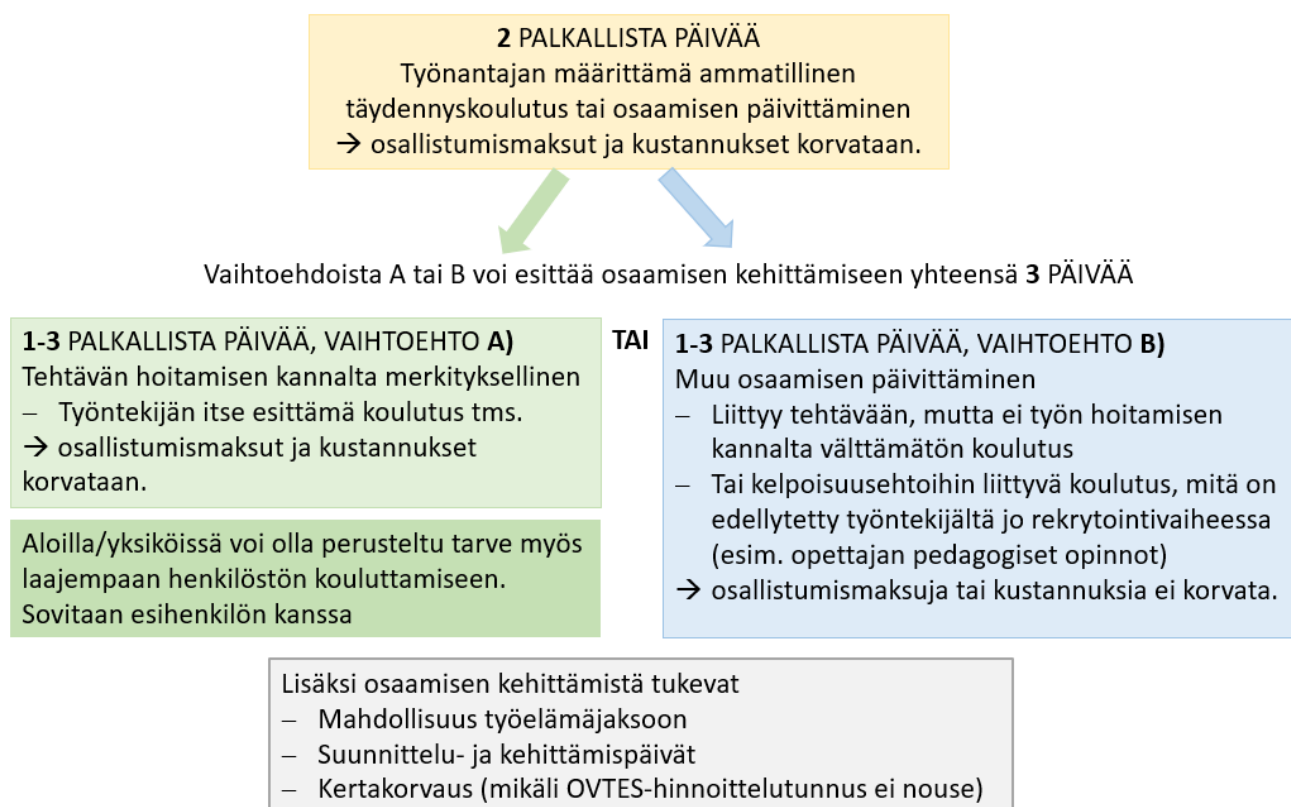 2 PALKALLISTA PÄIVÄÄ
Työnantajan määrittämä ammatillinen
täydennyskoulutus tai osaamisen päivittäminen
→ osallistumismaksut ja kustannukset korvataan.
Vaihtoehdoista A tai B voi esittää osaamisen kehittämiseen yhteensä 3 PÄIVÄÄ
1-3 PALKALLISTA PÄIVÄÄ, VAIHTOEHTO A)
Tehtävän hoitamisen kannalta merkityksellinen
– Työntekijän itse esittämä koulutus tms.
→ osallistumismaksut ja kustannukset
korvataan.
Aloilla/yksiköissä voi olla perusteltu tarve myös
laajempaan henkilöstön kouluttamiseen.
Sovitaan esihenkilön kanssa
TAI
1-3 PALKALLISTA PÄIVÄÄ, VAIHTOEHTO B)
Muu osaamisen päivittäminen
– Liittyy tehtävään, mutta ei työn hoitamisen
kannalta välttämätön koulutus
– Tai kelpoisuusehtoihin liittyvä koulutus, mitä on
edellytetty työntekijältä jo rekrytointivaiheessa
(esim. opettajan pedagogiset opinnot)
→ osallistumismaksuja tai kustannuksia ei korvata.
Lisäksi osaamisen kehittämistä tukevat
– Mahdollisuus työelämäjaksoon
– Suunnittelu- ja kehittämispäivät
– Kertakorvaus (mikäli OVTES-hinnoittelutunnus ei nouse)